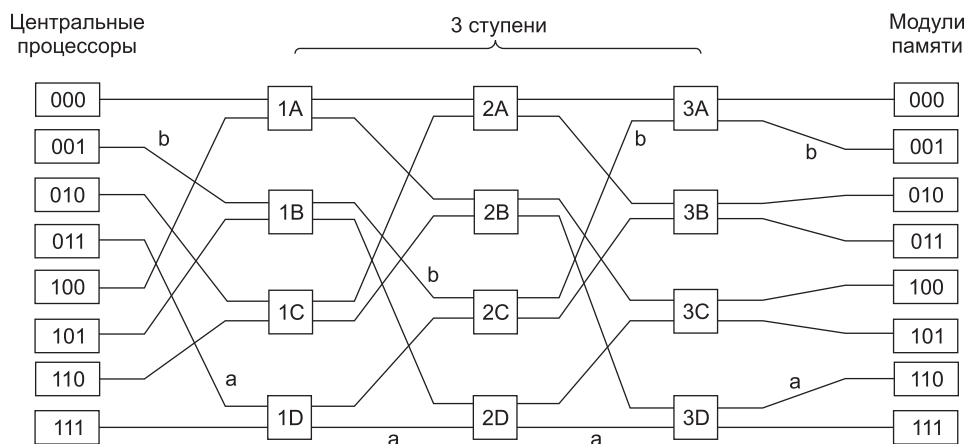 Центральные
процессоры
3 ступени
Модули
памяти
000
1A
2A
3A
000
b
b
b
001
001
010
1B
2B
3B
010
011
011
b
100
1C
2C
3C
100
101
101
110
a
a
110
111
1D
2D
3D
111
a
a